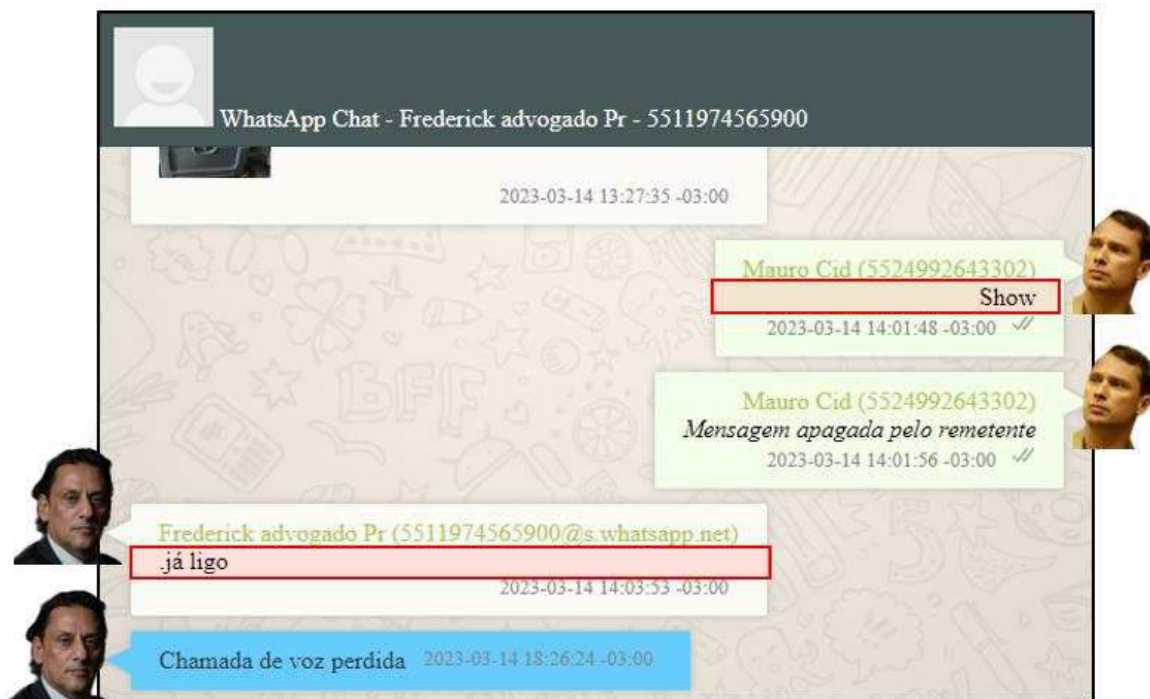 WhatsApp Chat - Frederick advogado Pr - 5511974565900
2023-03-14 13:27:35 -03:00
Mauro Cid (5524992643302)
Show
2023-03-14 14:01:48 -03:00
Mauro Cid (5524992643302)
Mensagem apagada pelo remetente
2023-03-14 14:01:56 -03:00
Frederick advogado Pr (5511974565900@s.whatsapp.net)
.já ligo
2023-03-14 14:03:53 -03:00
Chamada de voz perdida 2023-03-14 18:26:24 -03:00